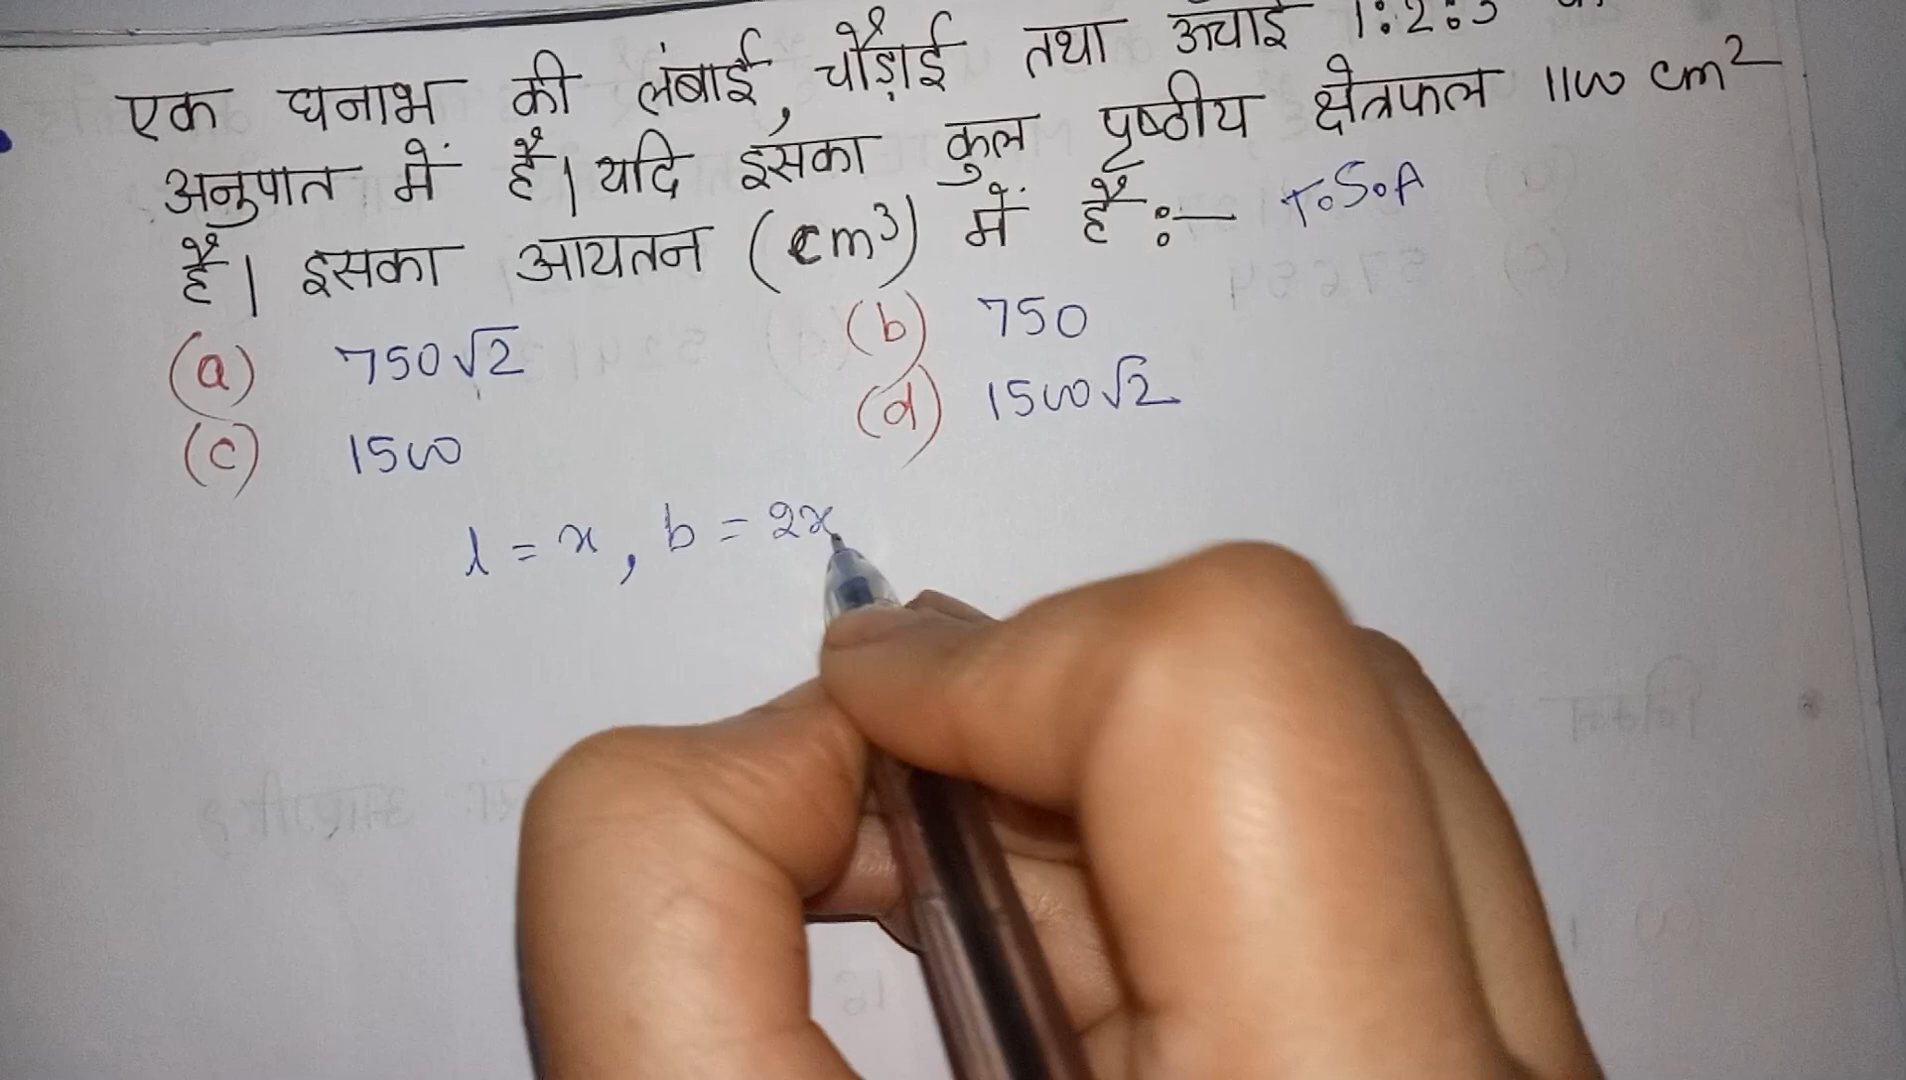 एक घनाभ की लंबाई, चौड़ाई तथा ऊँचाई 1:2:3
अनुपात में है। यदि इसका कुल पृष्ठीय क्षेत्रफल 1100 cm²
है। इसका आयतन (cm³) में है :— T.S.A
(a) 750√2 (b) 750
(c) 1500 (d) 1500√2
l = x, b = 2x